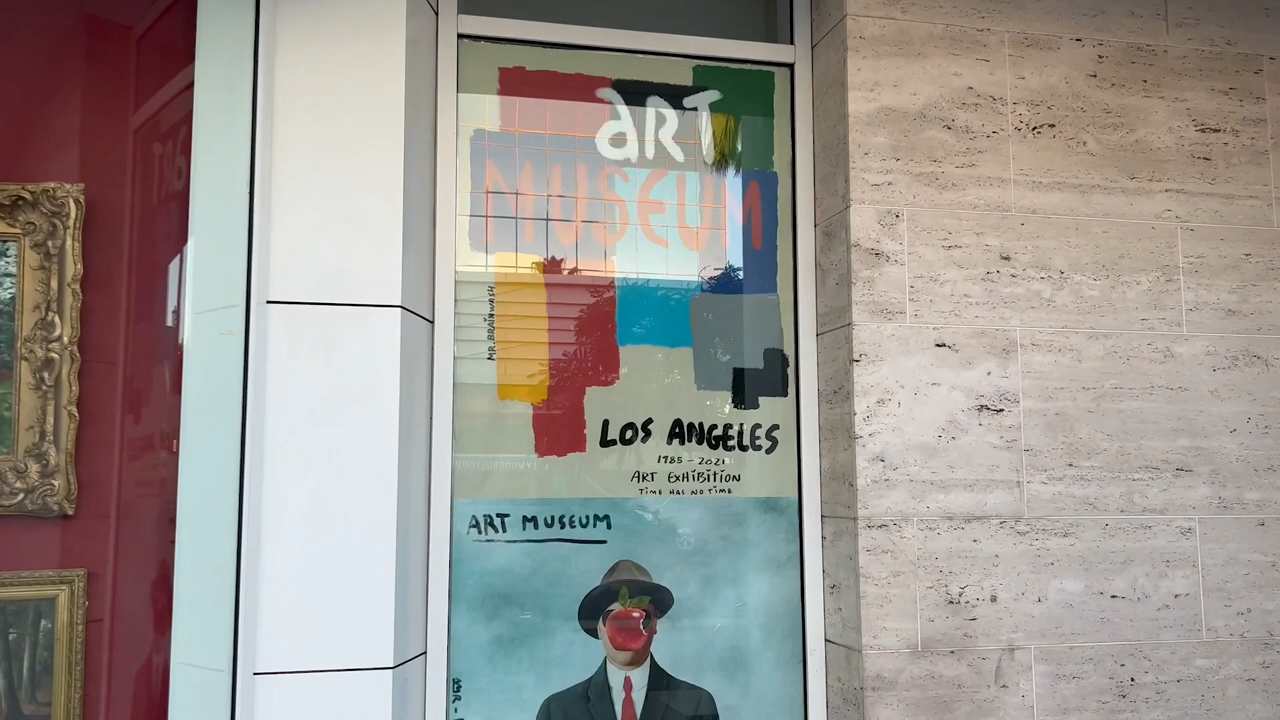 ART
MUSEUM
MR. BRAINWASH
LOS ANGELES
1985-2021
ART EXHIBITION
TIME HAS NO TIME
ART MUSEUM